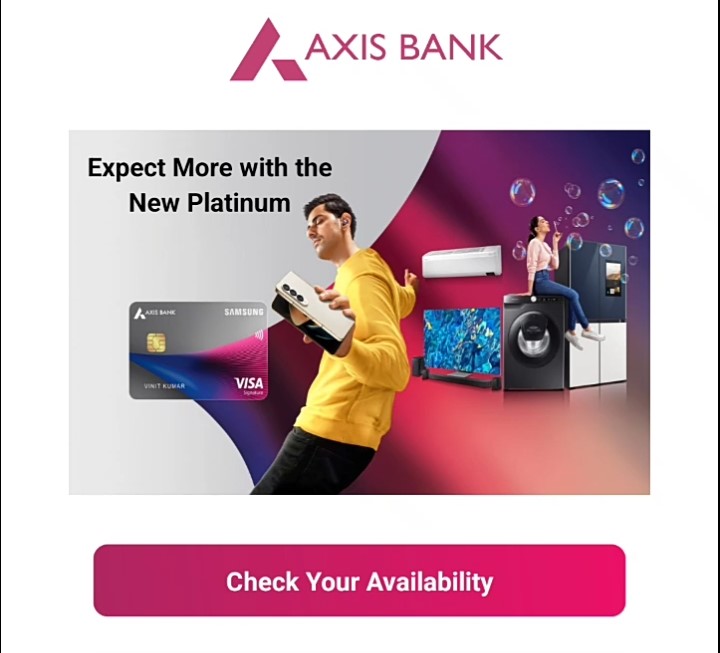 AXIS BANK
Expect More with the
New Platinum
AXIS BANK
SAMSUNG
VINIT KUMAR
VISA
Signature
Check Your Availability